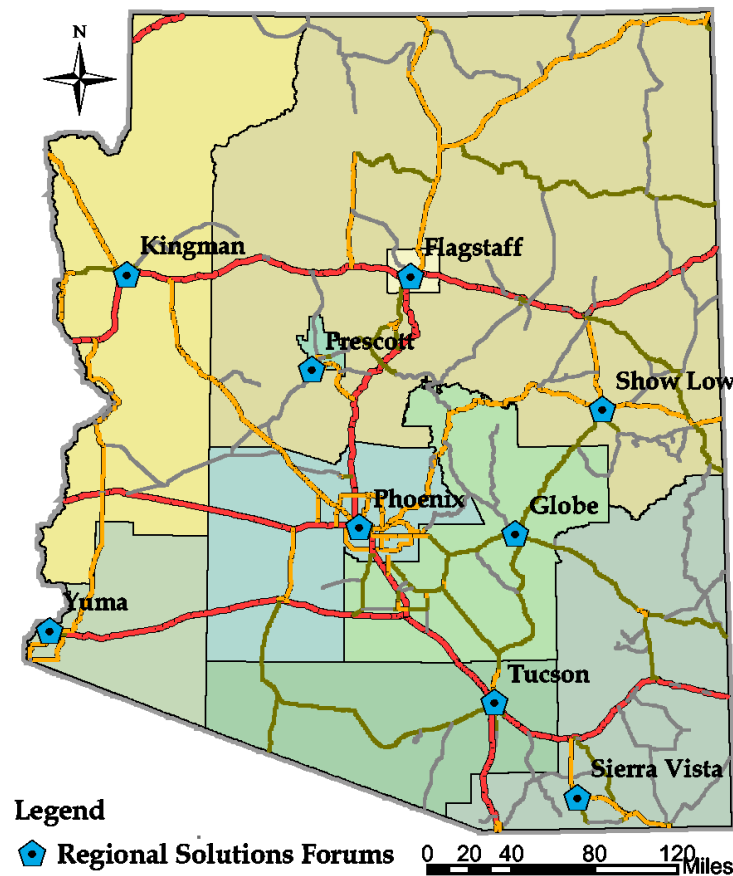 N
Kingman
Flagstaff
Prescott
Show Low
Phoenix
Globe
Yuma
Tucson
Sierra Vista
Legend
Regional Solutions Forums
0 20 40 80 120
Miles